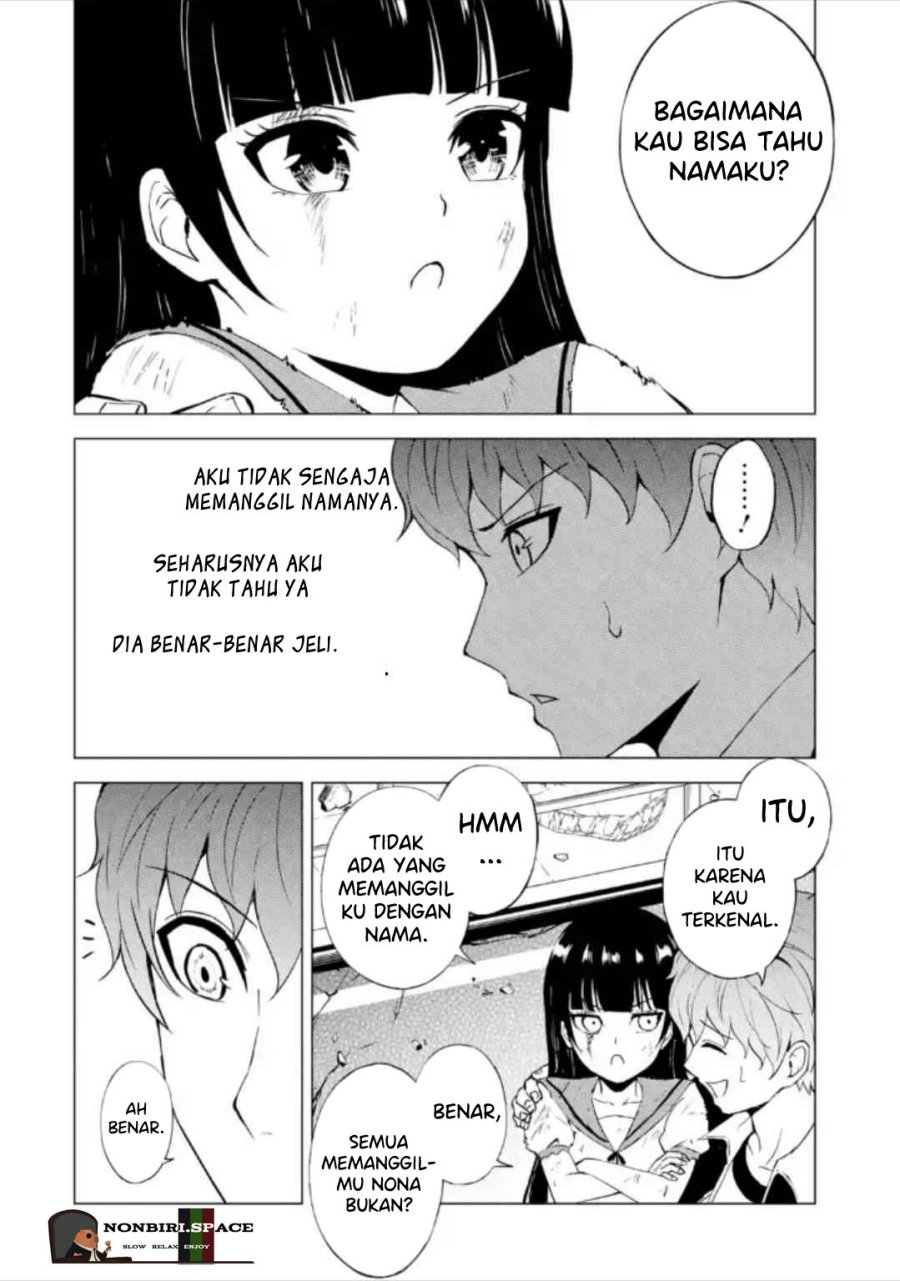 BAGAIMANA
KAU BISA TAHU
NAMAKU?
.......!
AKU TIDAK SENGAJA
MEMANGGIL NAMANYA.
SEHARUSNYA AKU
TIDAK TAHU YA
DIA BENAR-BENAR JELI.
ITU,
ITU
KARENA
KAU
TERKENAL.
HMM
...
TIDAK
ADA YANG
MEMANGGIL
KU DENGAN
NAMA.
BENAR,
SEMUA
MEMANGGIL-
MU NONA
BUKAN?
AH
BENAR.
NONBIRI.SPACE
SLOW RELAX ENJOY